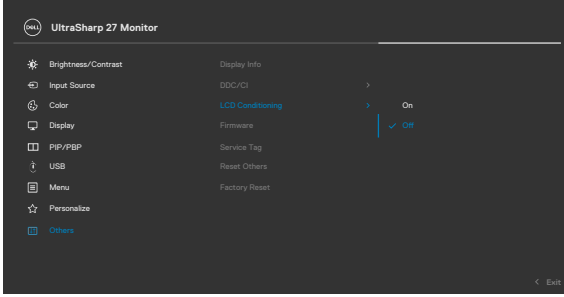 DELL UltraSharp 27 Monitor
Brightness/Contrast Display Info
Input Source DDC/CI
Color LCD Conditioning On
Display Firmware Off
PIP/PBP Service Tag
USB Reset Others
Menu Factory Reset
Personalize
Others
Exit